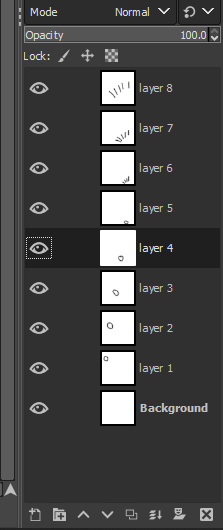 Mode Normal
Opacity 100.0
Lock:
layer 8
layer 7
layer 6
layer 5
layer 4
layer 3
layer 2
layer 1
Background